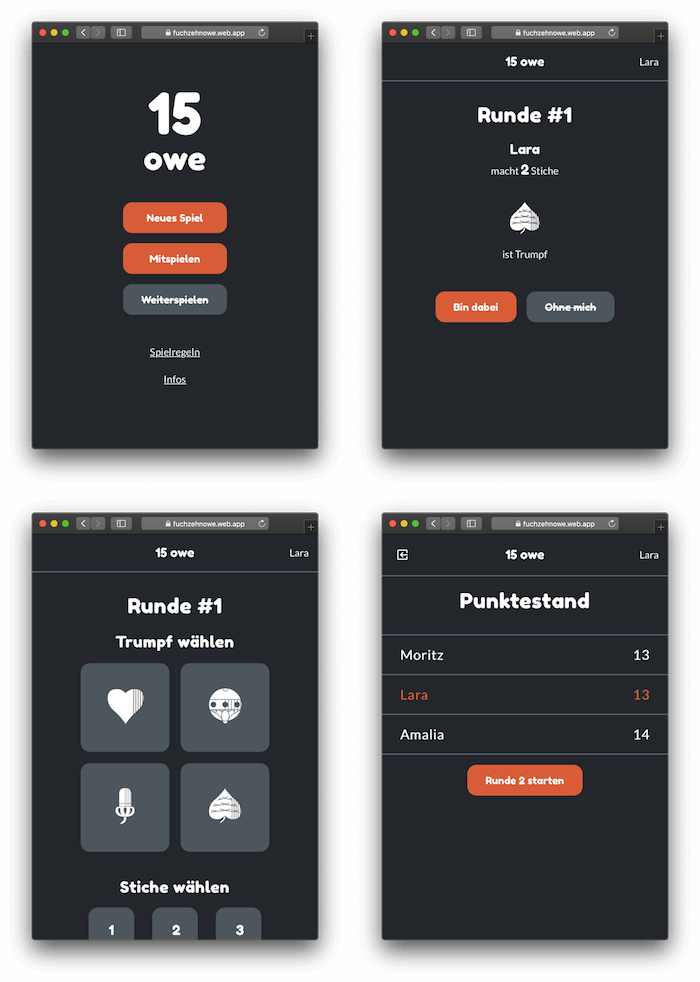 fuchzehnowe.web.app
15
owe
Neues Spiel
Mitspielen
Weiterspielen
Spielregeln
Infos
fuchzehnowe.web.app
15 owe
Lara
Runde #1
Lara
macht 2 Stiche
ist Trumpf
Bin dabei
Ohne mich
fuchzehnowe.web.app
15 owe
Lara
Runde #1
Trumpf wählen
Stiche wählen
1 2 3
fuchzehnowe.web.app
15 owe
Lara
Punktestand
Moritz 13
Lara 13
Amalia 14
Runde 2 starten